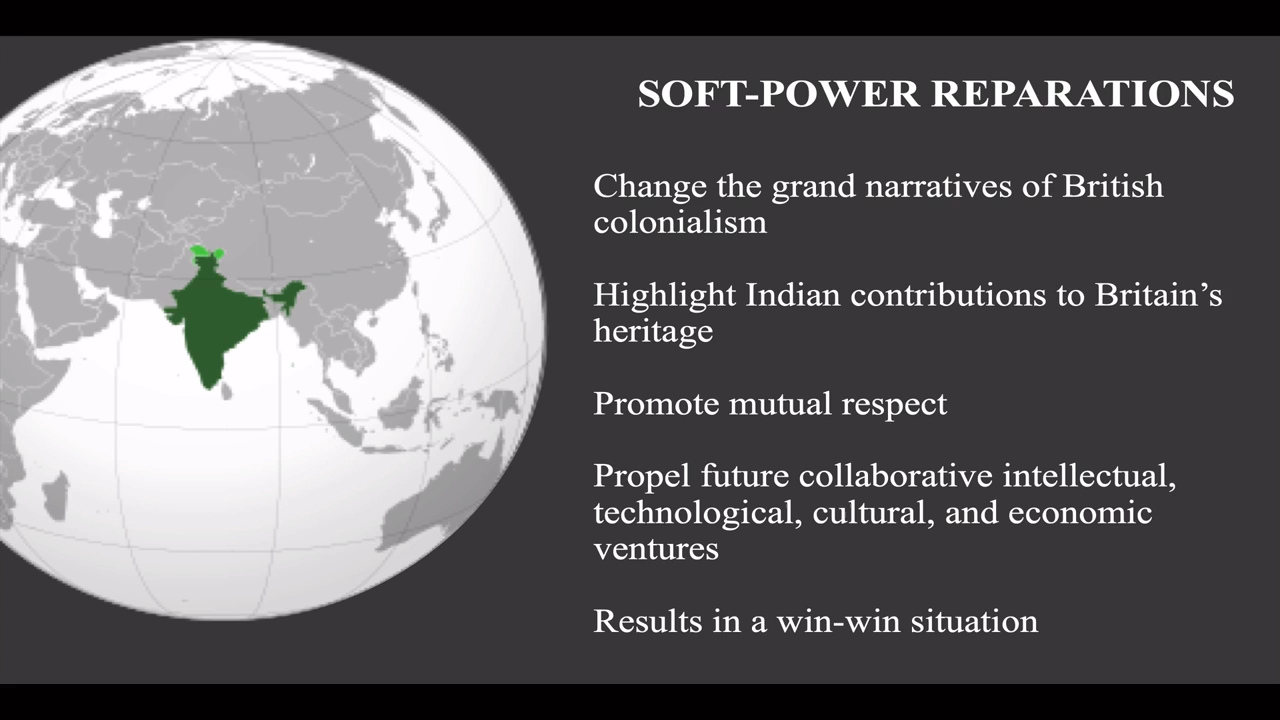 SOFT-POWER REPARATIONS
Change the grand narratives of British
colonialism
Highlight Indian contributions to Britain’s
heritage
Promote mutual respect
Propel future collaborative intellectual,
technological, cultural, and economic
ventures
Results in a win-win situation